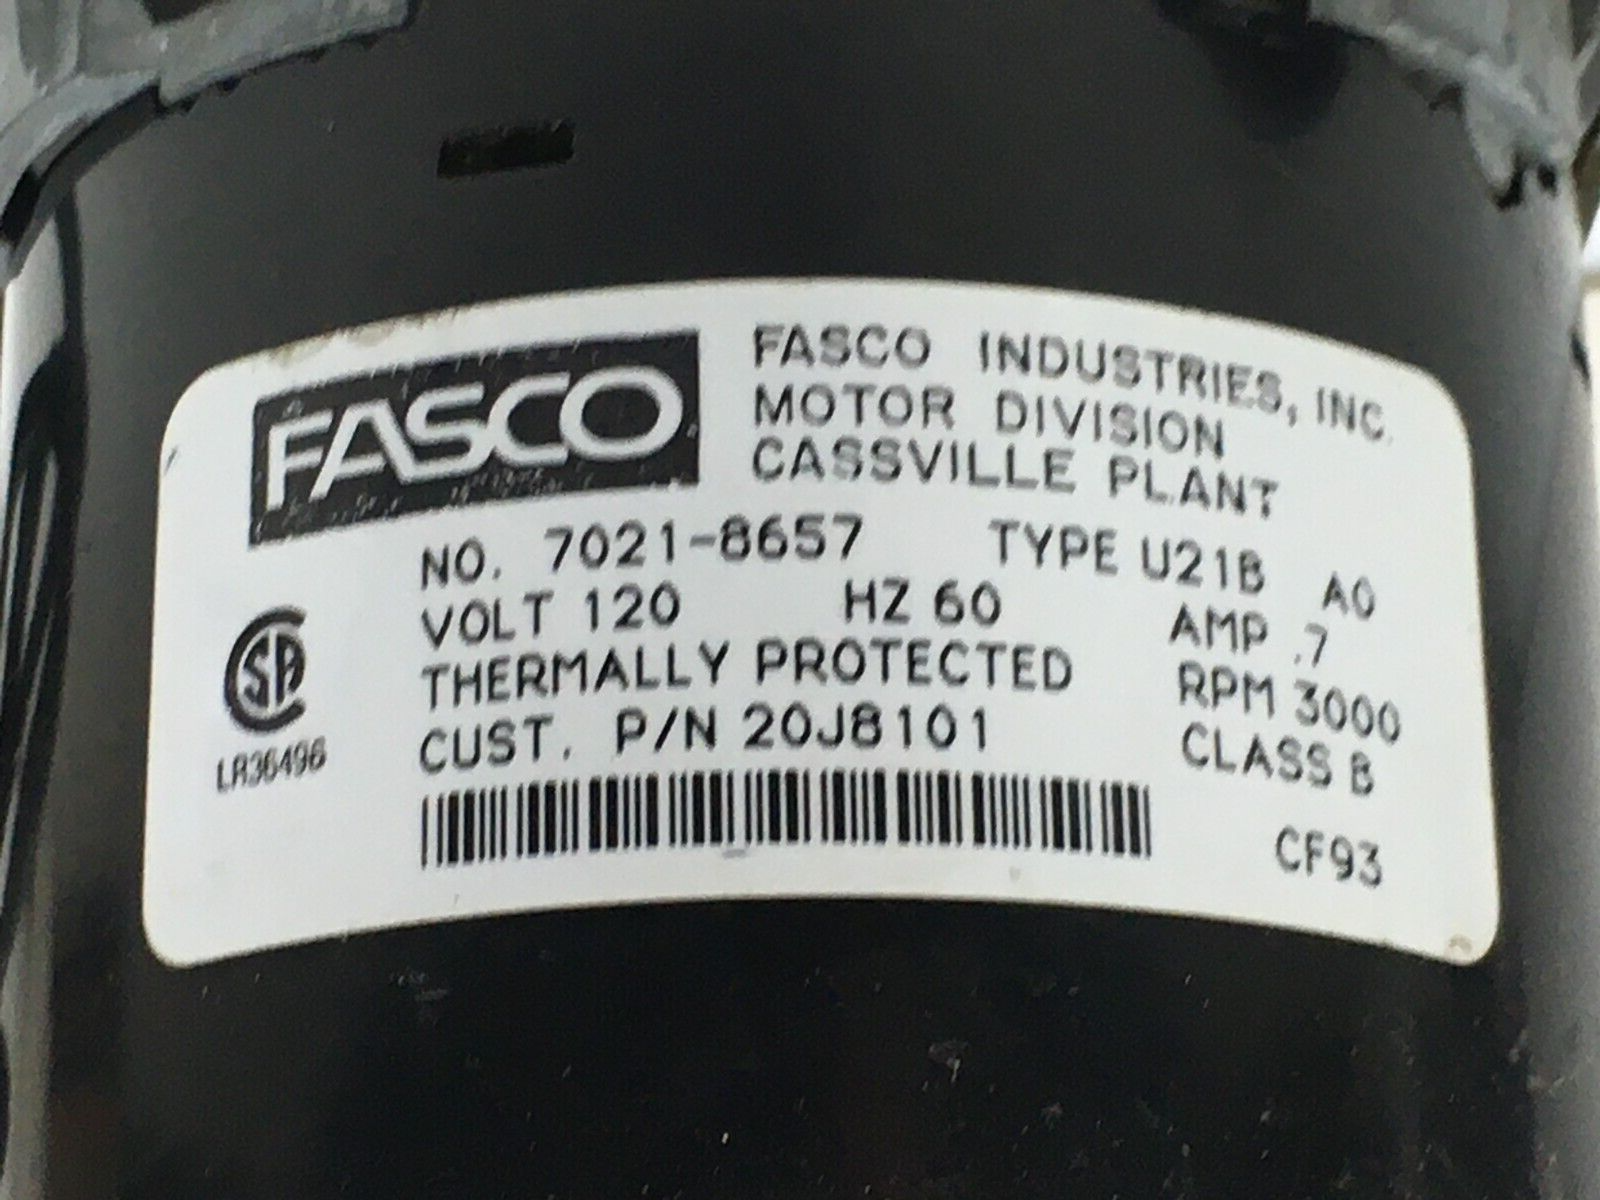 FASCO
FASCO INDUSTRIES, INC.
MOTOR DIVISION
CASSVILLE PLANT
NO. 7021-8657 TYPE U21B A0
VOLT 120 HZ 60 AMP .7
THERMALLY PROTECTED RPM 3000
CUST. P/N 20J8101 CLASS B
CSA
LR36496
CF93